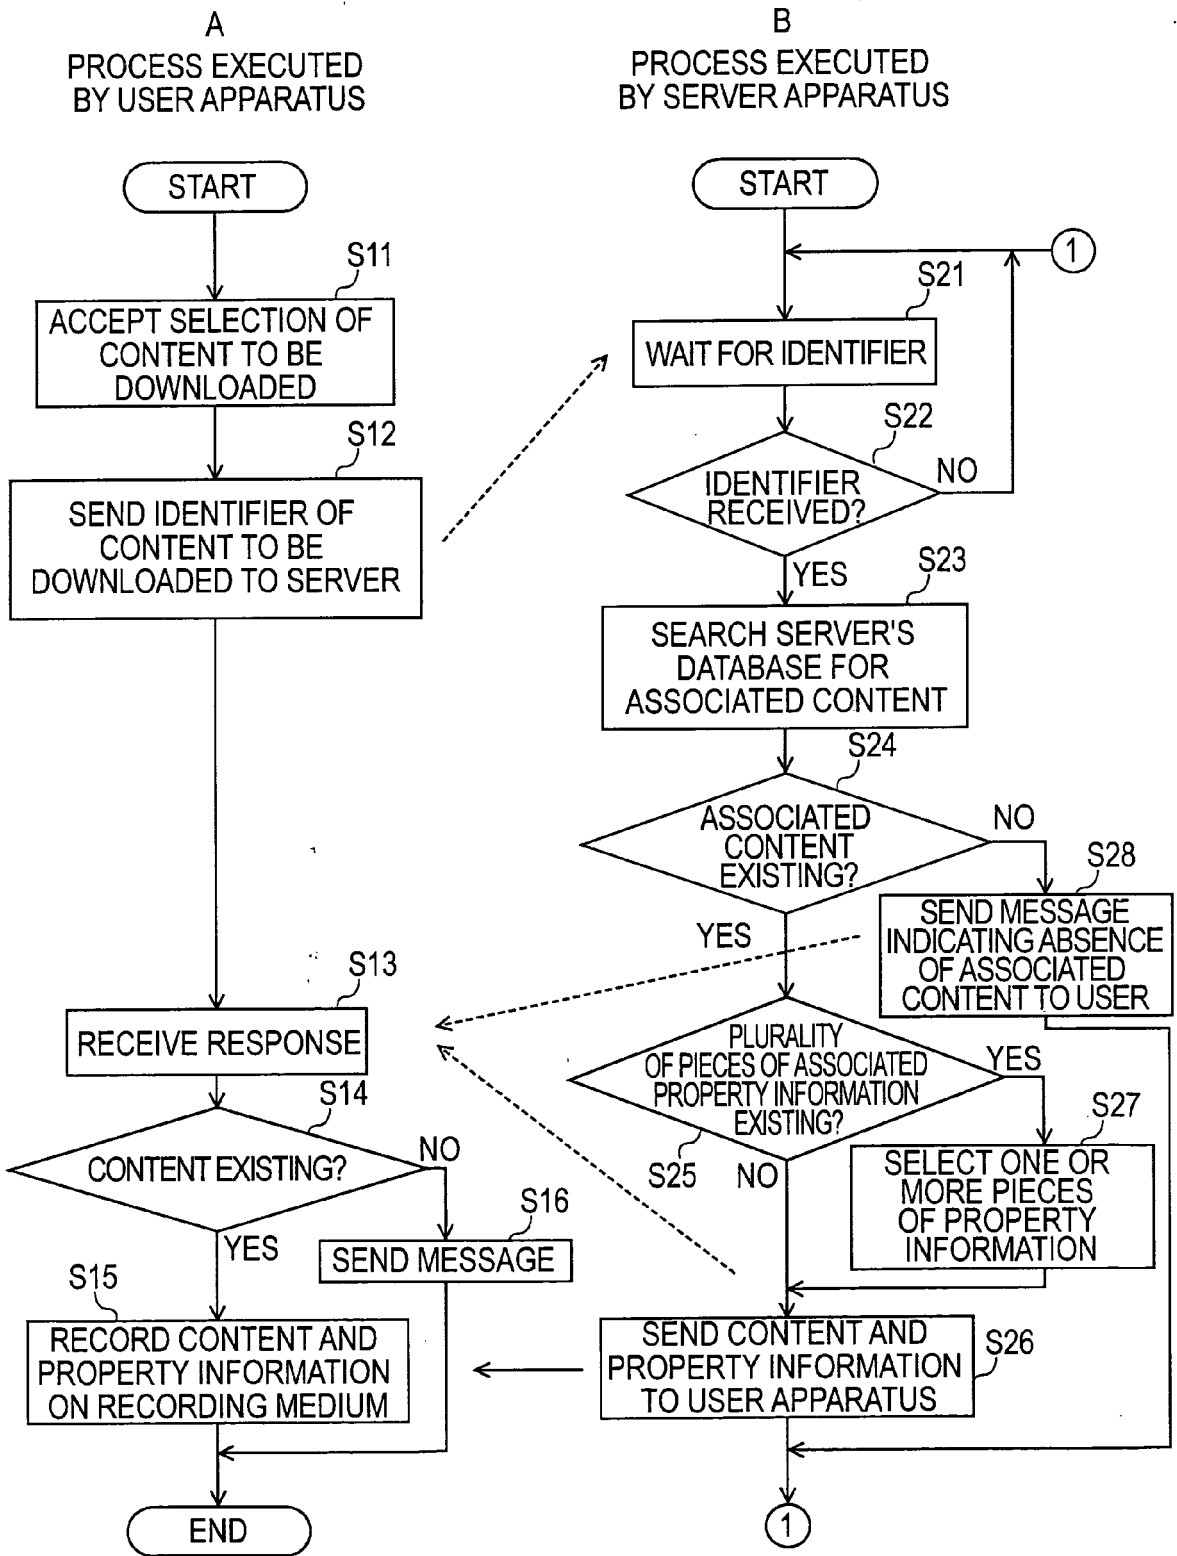 A
PROCESS EXECUTED
BY USER APPARATUS
START
S11
ACCEPT SELECTION OF
CONTENT TO BE
DOWNLOADED
S12
SEND IDENTIFIER OF
CONTENT TO BE
DOWNLOADED TO SERVER
S13
RECEIVE RESPONSE
S14
CONTENT EXISTING?
NO
YES
S16
SEND MESSAGE
S15
RECORD CONTENT AND
PROPERTY INFORMATION
ON RECORDING MEDIUM
END
B
PROCESS EXECUTED
BY SERVER APPARATUS
START
1
S21
WAIT FOR IDENTIFIER
S22
IDENTIFIER
RECEIVED?
NO
YES
S23
SEARCH SERVER'S
DATABASE FOR
ASSOCIATED CONTENT
S24
ASSOCIATED
CONTENT
EXISTING?
NO
YES
S28
SEND MESSAGE
INDICATING ABSENCE
OF ASSOCIATED
CONTENT TO USER
PLURALITY
OF PIECES OF ASSOCIATED
PROPERTY INFORMATION
EXISTING?
YES
S25
NO
S27
SELECT ONE OR
MORE PIECES
OF PROPERTY
INFORMATION
SEND CONTENT AND
PROPERTY INFORMATION
TO USER APPARATUS
S26
1